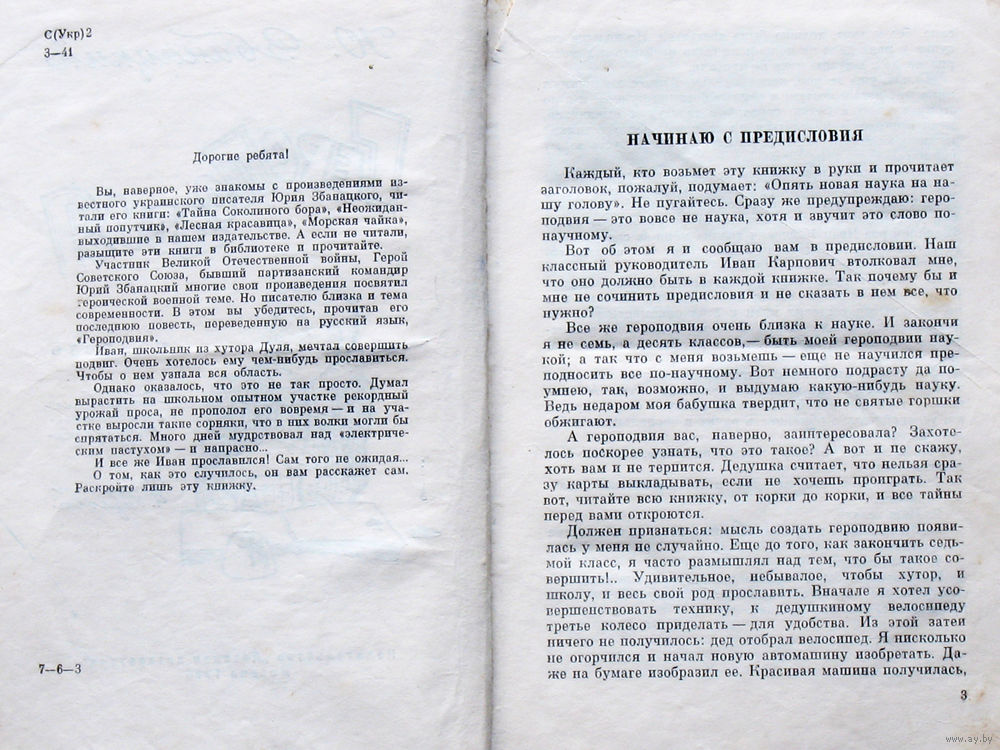 С(Укр)2
З—41
Дорогие ребята!
Вы, наверное, уже знакомы с произведениями из-
вестного украинского писателя Юрия Збанацкого, чи-
тали его книги: «Тайна Соколиного бора», «Неождан-
ный попутчик», «Лесная красавица», «Морская чайка»,
выходившие в нашем издательстве. А если не читали,
разыщите эти книги в библиотеке и прочитайте.
Участник Великой Отечественной войны, Герой
Советского Союза, бывший партизанский командир
Юрий Збанацкий многие свои произведения посвятил
героической военной теме. Но писателю близка и тема
современности. В этом вы убедитесь, прочитав его
последнюю повесть, переведенную на русский язык,
«Героподвия».
Иван, школьник из хутора Дуля, мечтал совершить
подвиг. Очень хотелось ему чем-нибудь прославиться.
Чтобы о нем узнала вся область.
Однако оказалось, что это не так просто. Думал
вырастить на школьном опытном участке рекордный
урожай проса, не прополол его вовремя — и на уча-
стке выросли такие сорняки, что в них волки могли бы
спрятаться. Много дней мудрствовал над «электриче-
ским пастухом» — и напрасно...
И все же Иван прославился! Сам того не ожидая...
О том, как это случилось, он вам расскажет сам.
Раскройте лишь эту книжку.
7—6—3
НАЧИНАЮ С ПРЕДИСЛОВИЯ
Каждый, кто возьмет эту книжку в руки и прочитает
заголовок, пожалуй, подумает: «Опять новая наука на на-
шу голову». Не пугайтесь. Сразу же предупреждаю: геро-
подвия — это вовсе не наука, хотя и звучит это слово по-
научному.
Вот об этом я и сообщаю вам в предисловии. Наш
классный руководитель Иван Карпович втолковал мне,
что оно должно быть в каждой книжке. Так почему бы и
мне не сочинить предисловия и не сказать в нем все, что
нужно?
Все же героподвия очень близка к науке. И закончи
я не семь, а десять классов,— быть моей героподвии нау-
кой; а так что с меня возьмешь — еще не научился пре-
подносить все по-научному. Вот немного подрасту да по-
умнею, так, возможно, и выдумаю какую-нибудь науку.
Ведь недаром моя бабушка твердит, что не святые горшки
обжигают.
А героподвия вас, наверно, заинтересовала? Захоте-
лось поскорее узнать, что это такое? А вот и не скажу,
хоть вам и не терпится. Дедушка считает, что нельзя сра-
зу карты выкладывать, если не хочешь проиграть. Так
вот, читайте всю книжку, от корки до корки, и все тайны
перед вами откроются.
Должен признаться: мысль создать героподвию появи-
лась у меня не случайно. Еще до того, как закончить седь-
мой класс, я часто размышлял над тем, что бы такое со-
вершить!.. Удивительное, небывалое, чтобы хутор, и
школу, и весь свой род прославить. Вначале я хотел усо-
вершенствовать технику, к дедушкиному велосипеду
третье колесо приделать — для удобства. Из этой затеи
ничего не получилось: дед отобрал велосипед. Я нисколько
не огорчился и начал новую автомашину изобретать. Да-
же на бумаге изобразил ее. Красивая машина получилась,
3
www.ay.by